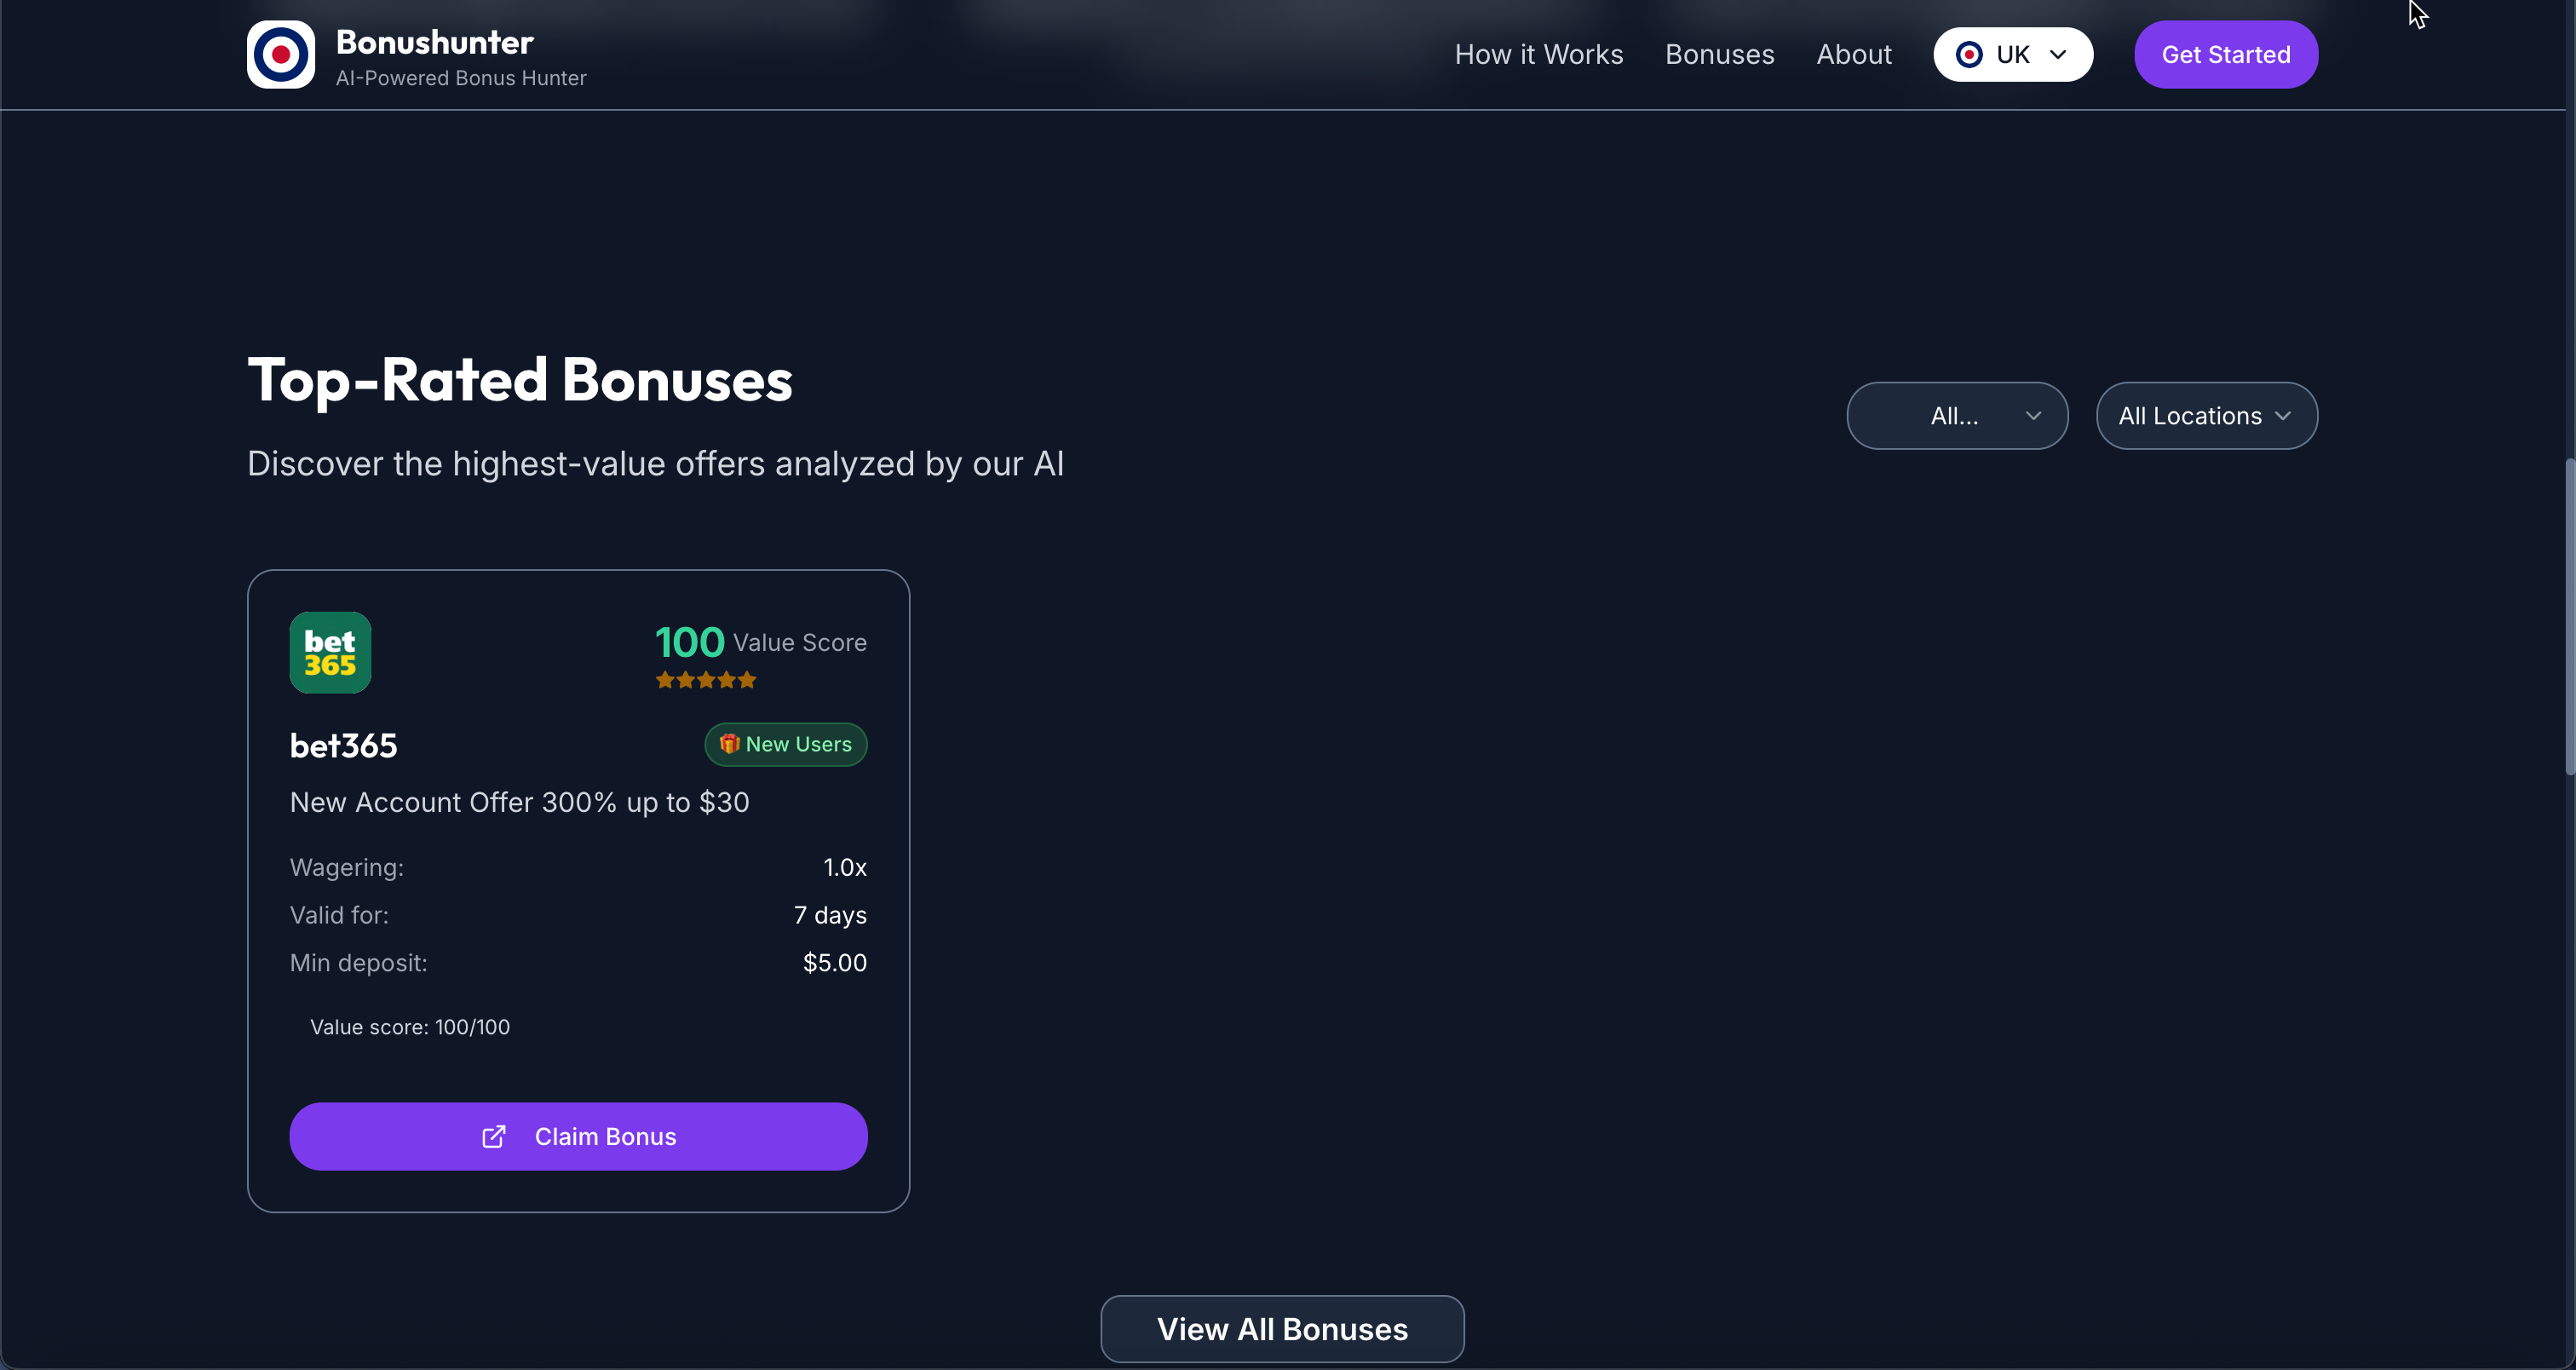 Bonushunter
AI-Powered Bonus Hunter
How it Works
Bonuses
About
UK
Get Started
Top-Rated Bonuses
Discover the highest-value offers analyzed by our AI
All...
All Locations
bet
365
100 Value Score
bet365
New Users
New Account Offer 300% up to $30
Wagering: 1.0x
Valid for: 7 days
Min deposit: $5.00
Value score: 100/100
Claim Bonus
View All Bonuses